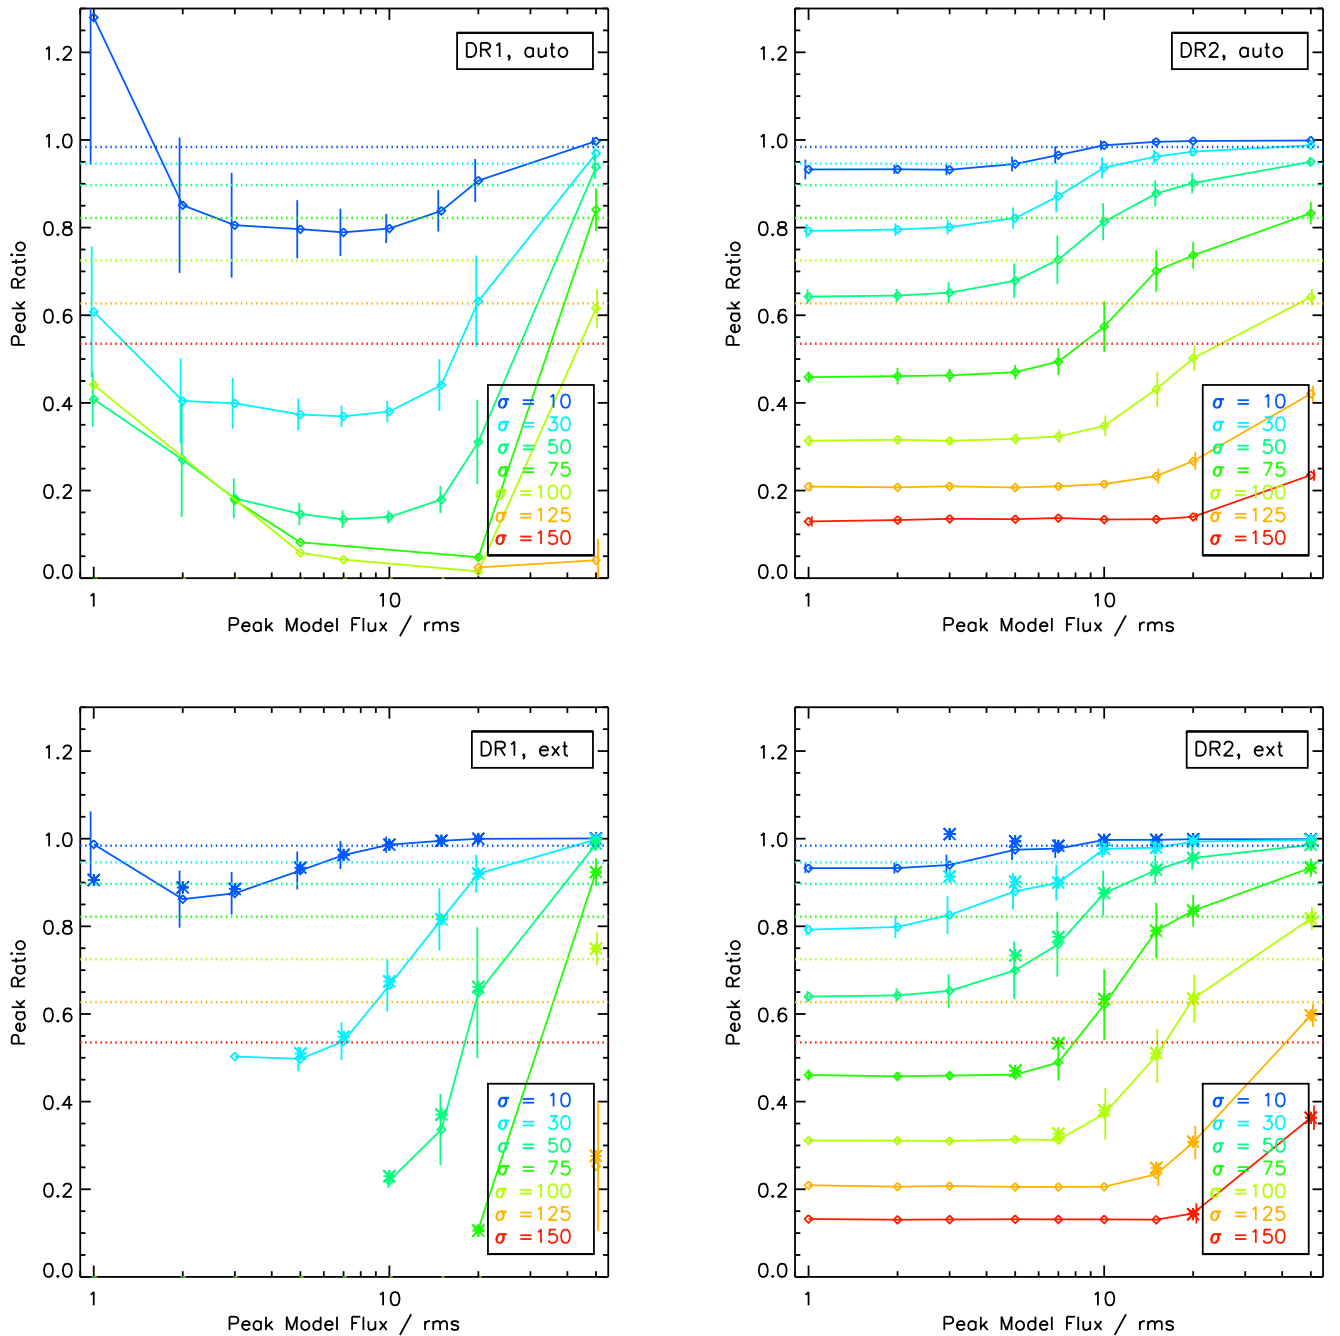 DR1, auto
1.2
1.0
0.8
0.6
0.4
0.2
0.0
Peak Ratio
σ = 10
σ = 30
σ = 50
σ = 75
σ =100
σ =125
σ =150
1 10
Peak Model Flux / rms
DR2, auto
1.2
1.0
0.8
0.6
0.4
0.2
0.0
Peak Ratio
σ = 10
σ = 30
σ = 50
σ = 75
σ =100
σ =125
σ =150
1 10
Peak Model Flux / rms
DR1, ext
1.2
1.0
0.8
0.6
0.4
0.2
0.0
Peak Ratio
σ = 10
σ = 30
σ = 50
σ = 75
σ =100
σ =125
σ =150
1 10
Peak Model Flux / rms
DR2, ext
1.2
1.0
0.8
0.6
0.4
0.2
0.0
Peak Ratio
σ = 10
σ = 30
σ = 50
σ = 75
σ =100
σ =125
σ =150
1 10
Peak Model Flux / rms